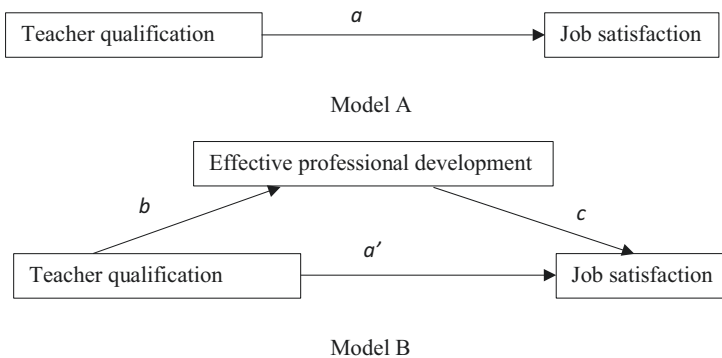 a
Teacher qualification Job satisfaction
Model A
Effective professional development
b c
a′
Teacher qualification Job satisfaction
Model B